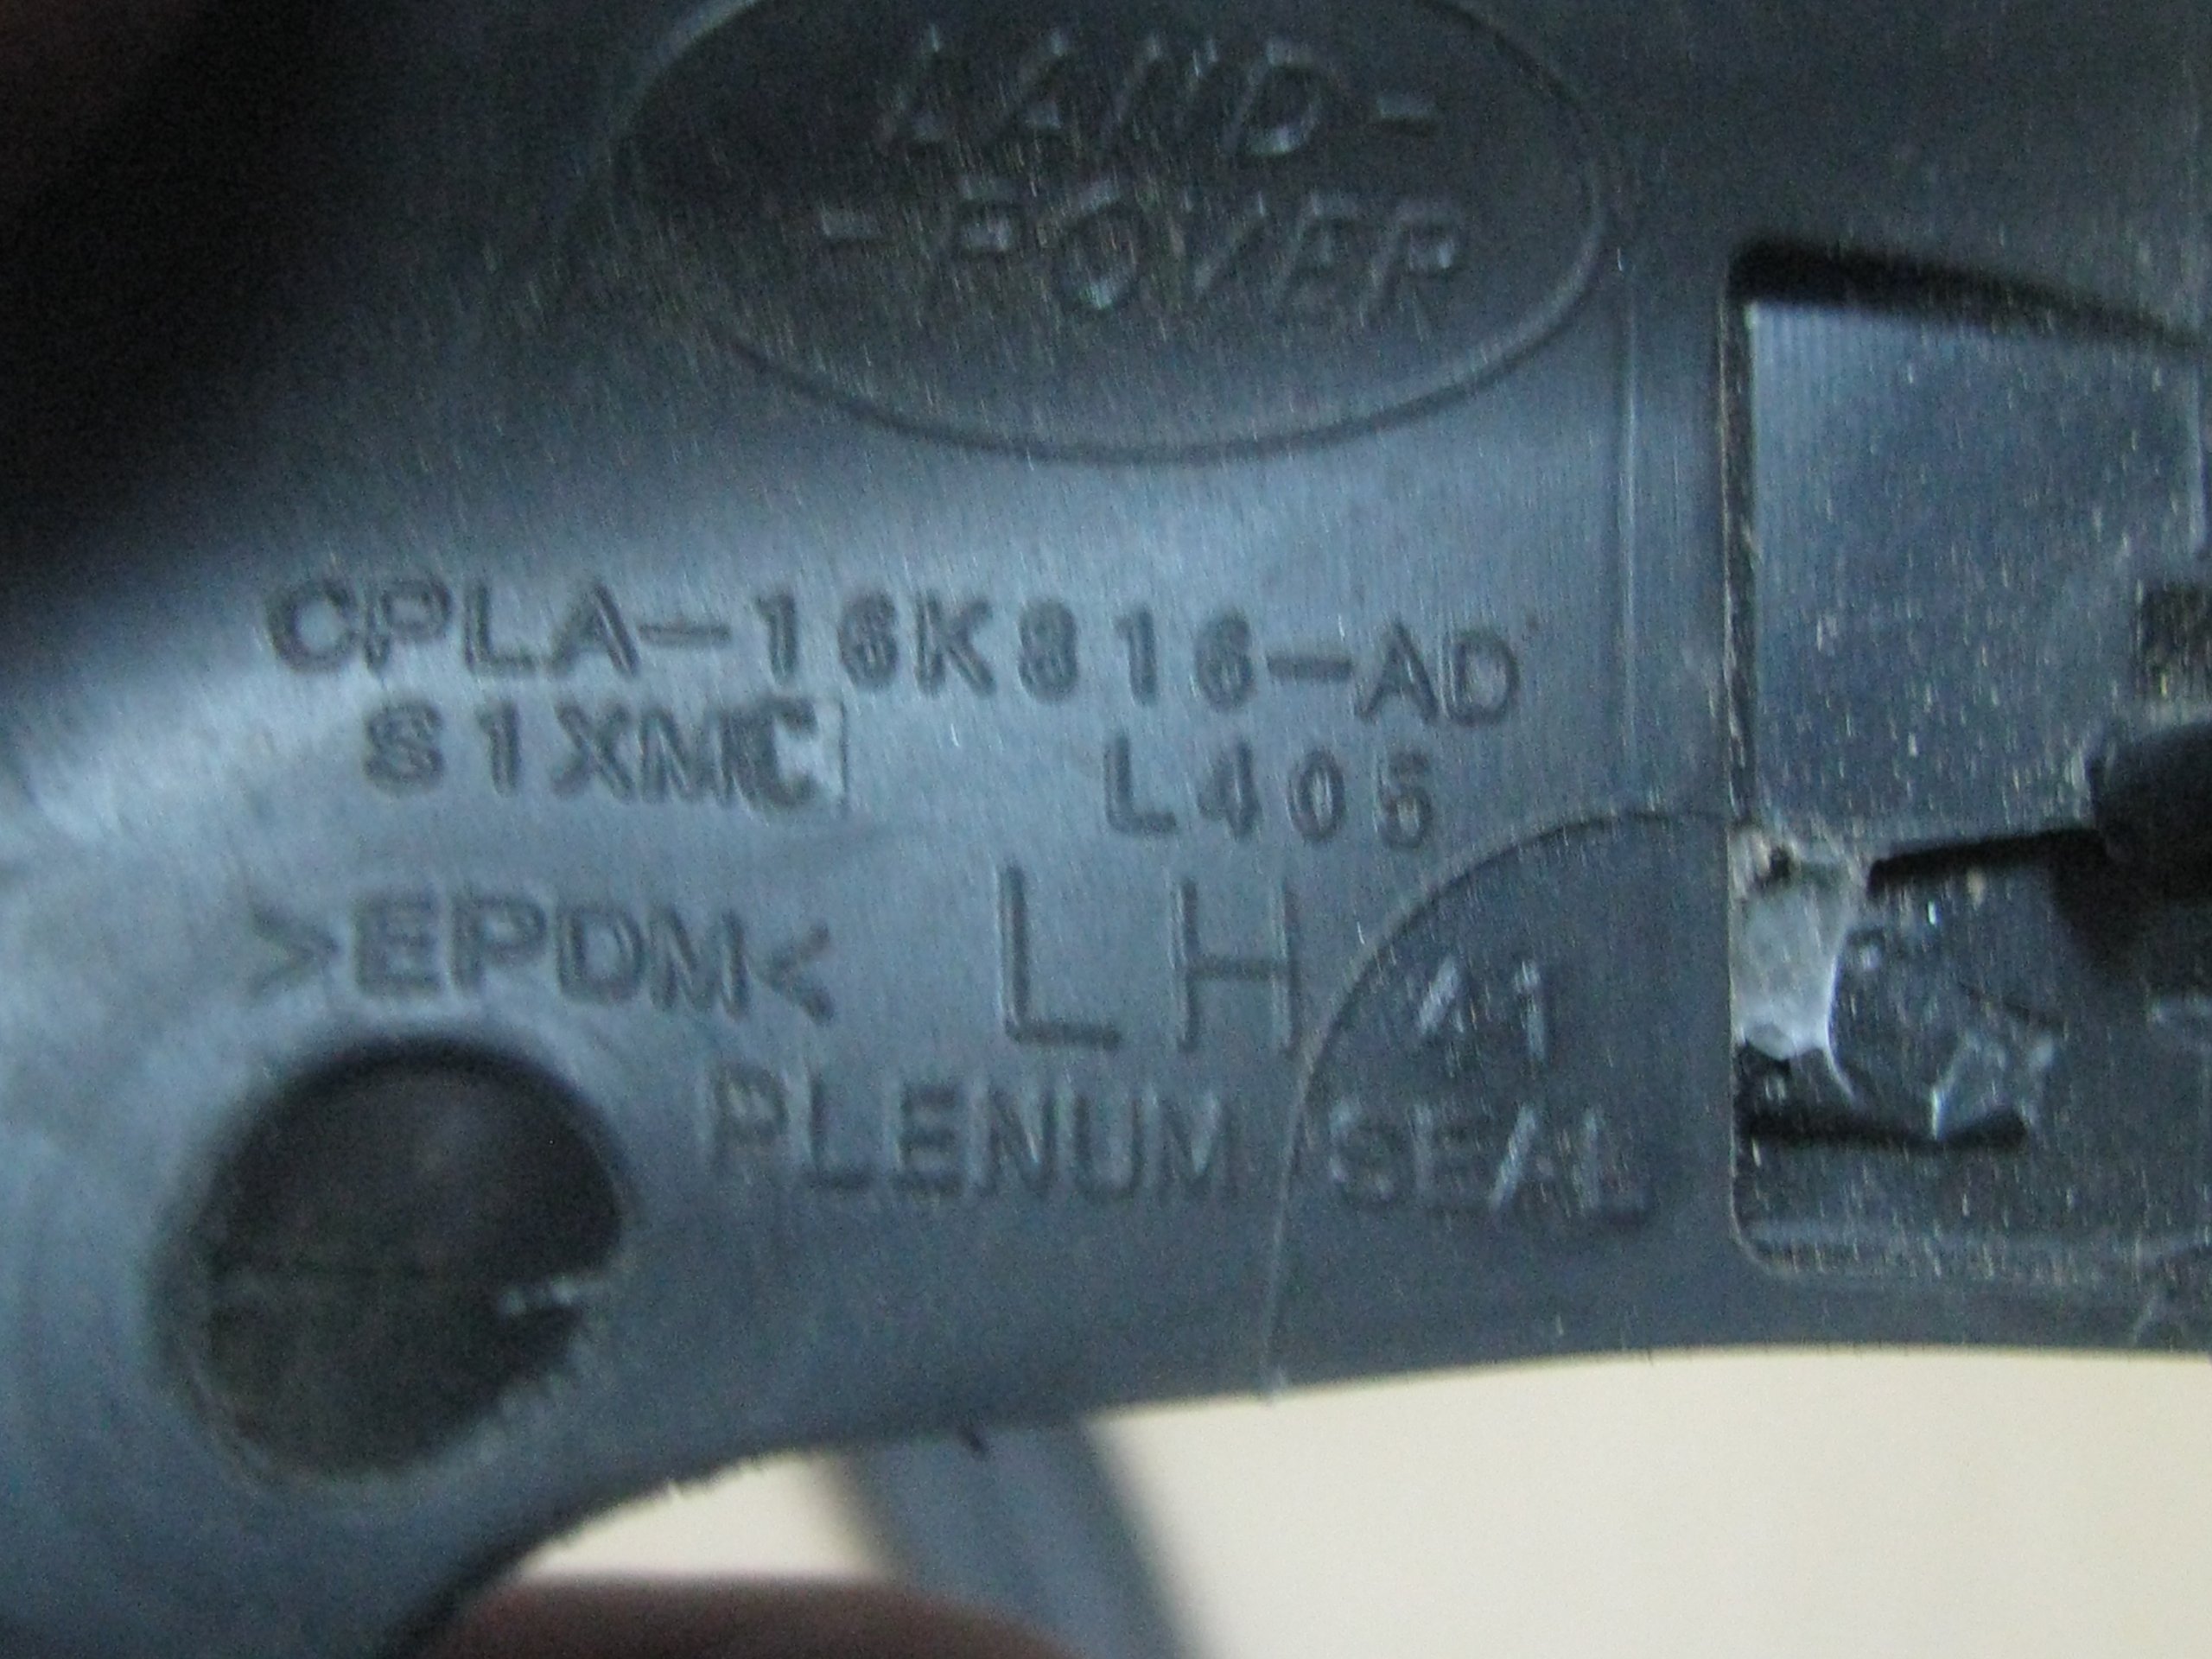 LAND-
-ROVER
CPLA-16K816-AD
S1XMC L405
>EPDM< LH 41
PLENUM SEAL